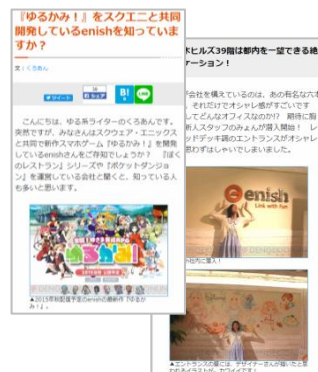 『ゆるかみ！』をスクエニと共同
開発しているenishを知っていま
すか？
文：くろあん
ツイート
シェア
B!
こんにちは、ゆる系ライターのくろあんです。
突然ですが、みなさんはスクウェア・エニックス
と共同で新作スマホゲーム『ゆるかみ！』を開発
しているenishさんをご存知でしょうか？ 『ぼく
のレストラン』シリーズや『ポケットダンジョ
ン』を運営している会社と聞くと、知っている人
も多いと思います。
ゆるかみ!
▲2015年秋配信予定のenishの最新作『ゆるか
み！』。
木ヒルズ39階は都内を一望できる絶
ケーション！
会社を構えているのは、あの有名な六本
、それだけでオシャレ感がすごいです
してどんなオフィスなのか!? 期待に胸
新人スタッフのみょんが潜入開始！ レ
ッドデッキ調のエントランスがオシャレ
思わずはしゃいでしまいました。
enish
Link with Fun
h社内に潜入！
▲エントランスの壁には、デザイナーさんが描いたと思
われるイラストが。カワイイです！